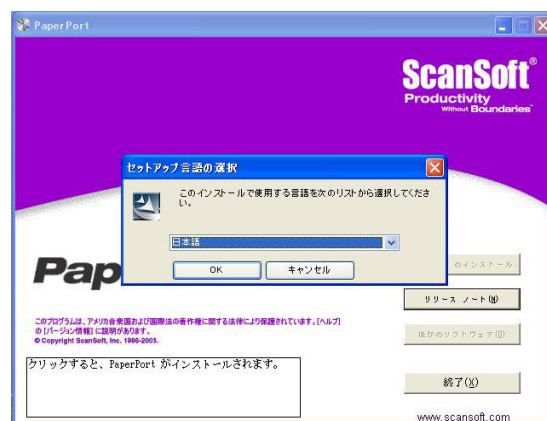 PaperPort
ScanSoft®
Productivity
Without Boundaries™
セットアップ言語の選択
このインストールで使用する言語を次のリストから選択してくださ
い。
日本語
OK
キャンセル
Pap
のインストール
リリース ノート(N)
ほかのソフトウェア(O)
このプログラムは、アメリカ合衆国および国際法の著作権に関する法律により保護されています。[ヘルプ]
の [バージョン情報] に説明があります。
© Copyright ScanSoft, Inc. 1996-2003.
クリックすると、PaperPort がインストールされます。
終了(X)
www.scansoft.com